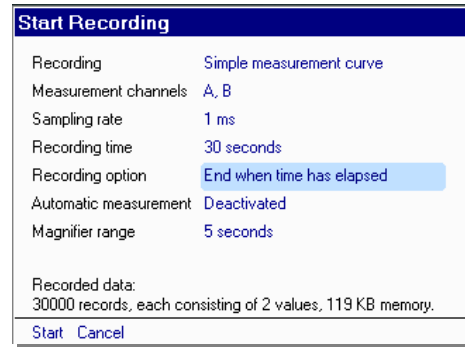 Start Recording
Recording Simple measurement curve
Measurement channels A, B
Sampling rate 1 ms
Recording time 30 seconds
Recording option End when time has elapsed
Automatic measurement Deactivated
Magnifier range 5 seconds
Recorded data:
30000 records, each consisting of 2 values, 119 KB memory.
Start Cancel